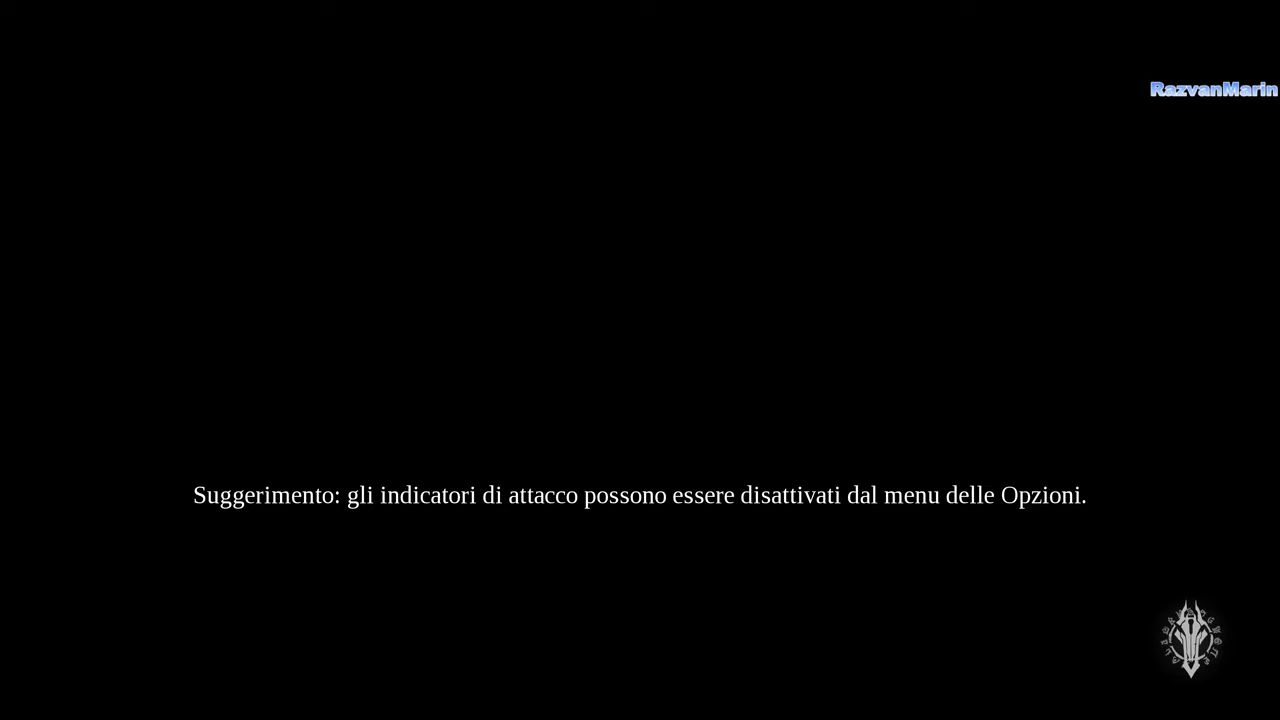 RazvanMarin
Suggerimento: gli indicatori di attacco possono essere disattivati dal menu delle Opzioni.